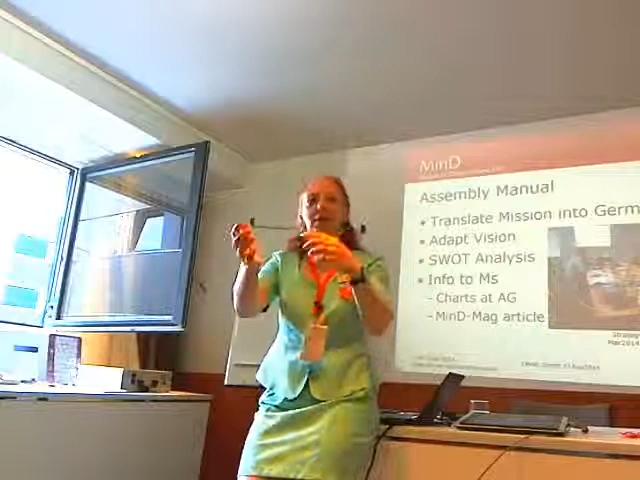 MinD
Assembly Manual
• Translate Mission into Germ
• Adapt Vision
• SWOT Analysis
• Info to Ms
– Charts at AG
– MinD-Mag article